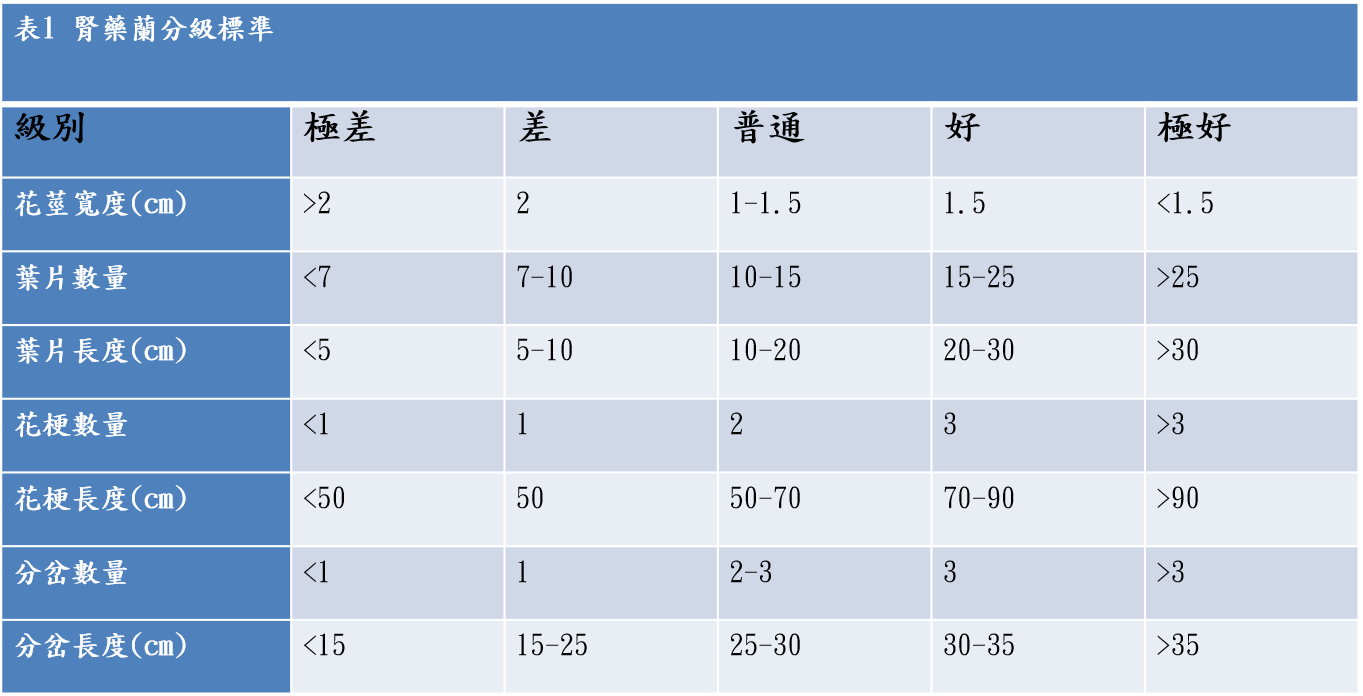 表1 腎藥蘭分級標準
級別 極差 差 普通 好 極好
花莖寬度(cm) >2 2 1-1.5 1.5 <1.5
葉片數量 <7 7-10 10-15 15-25 >25
葉片長度(cm) <5 5-10 10-20 20-30 >30
花梗數量 <1 1 2 3 >3
花梗長度(cm) <50 50 50-70 70-90 >90
分岔數量 <1 1 2-3 3 >3
分岔長度(cm) <15 15-25 25-30 30-35 >35